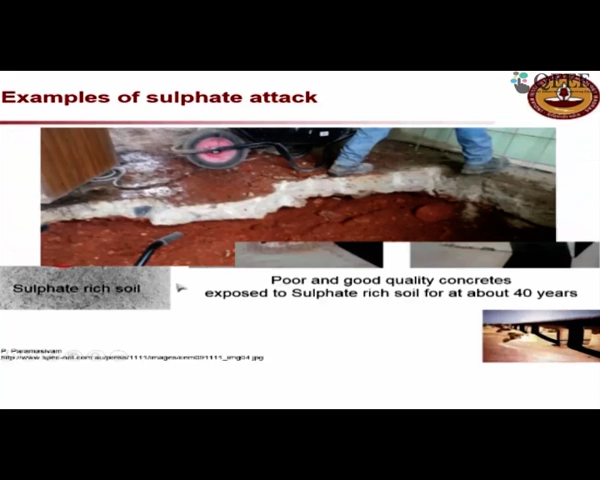 QEEE
Examples of sulphate attack
Sulphate rich soil
Poor and good quality concretes
exposed to Sulphate rich soil for at about 40 years